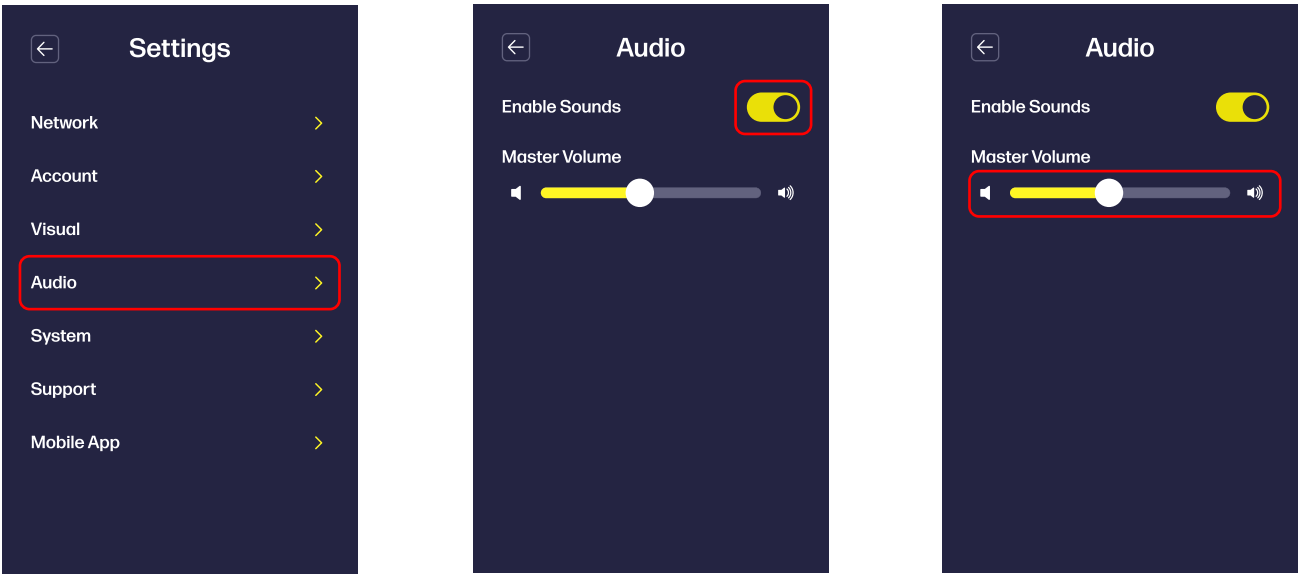 Settings
Network
Account
Visual
Audio
System
Support
Mobile App
Audio
Enable Sounds
Master Volume
Audio
Enable Sounds
Master Volume